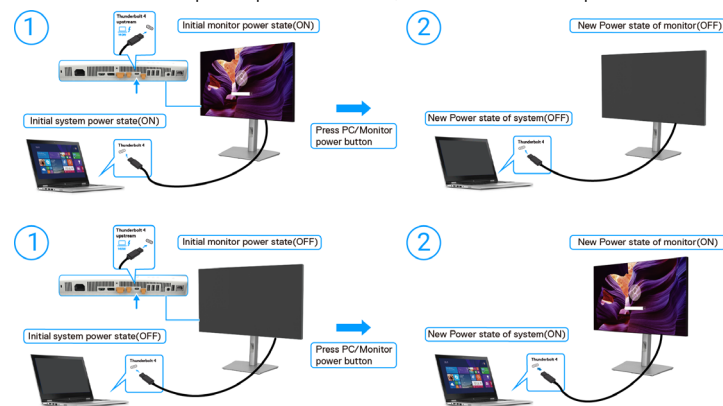 1
Thunderbolt 4
upstream
Initial monitor power state(ON)
2
New Power state of monitor(OFF)
Initial system power state(ON)
Thunderbolt 4
Press PC/Monitor
power button
New Power state of system(OFF)
Thunderbolt 4
1
Thunderbolt 4
upstream
Initial monitor power state(OFF)
2
New Power state of monitor(ON)
Initial system power state(OFF)
Thunderbolt 4
Press PC/Monitor
power button
New Power state of system(ON)
Thunderbolt 4